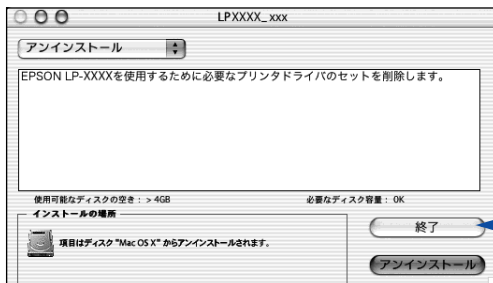 LPXXXX_xxx
アンインストール
EPSON LP-XXXXを使用するために必要なプリンタドライバのセットを削除します。
使用可能なディスクの空き： > 4GB 必要なディスク容量： 0K
インストールの場所
項目はディスク "Mac OS X" からアンインストールされます。
終了
アンインストール